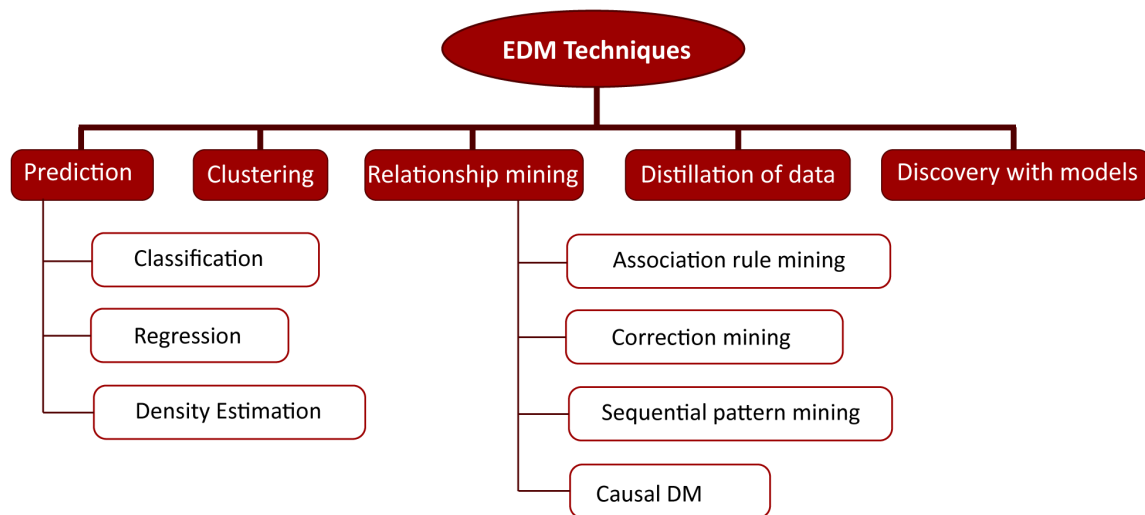 EDM Techniques
Prediction
Clustering
Relationship mining
Distillation of data
Discovery with models
Classification
Regression
Density Estimation
Association rule mining
Correction mining
Sequential pattern mining
Causal DM